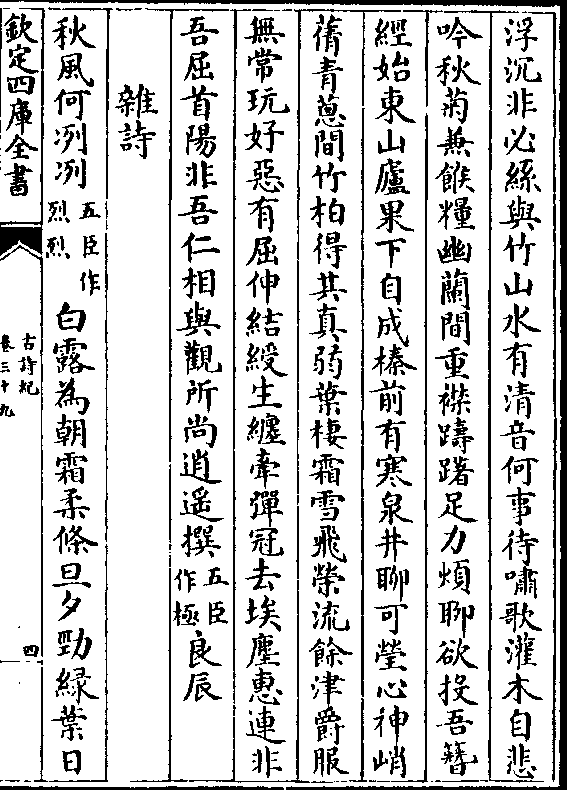 浮沉非必絲與竹山水有清音何事待嘯歌灌木自悲
吟秋菊兼餱糧幽蘭間重襟躊躇足力煩聊欲投吾簪
經始東山廬果下自成榛前有寒泉井聊可瑩心神峭
蒨青蔥間竹柏得其真弱葉棲霜雪飛榮流餘津爵服
無常玩好惡有屈伸結綬生纏牽彈冠去埃塵惠連非
吾屈首陽非吾仁相與觀所尚逍遥撰五臣作極良辰
雜詩
秋風何冽冽五臣作烈烈白露為朝霜柔條旦夕勁緑葉日
欽定四庫全書
古詩紀
卷三十九
四